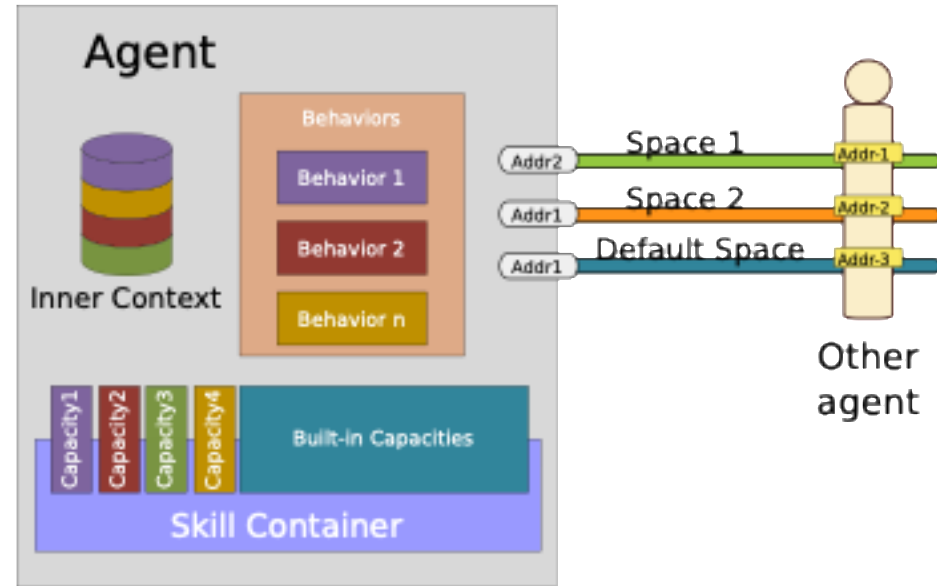 Agent
Behaviors
Behavior 1
Behavior 2
Behavior n
Inner Context
Capacity1
Capacity2
Capacity3
Capacity4
Built-in Capacities
Skill Container
Addr2
Space 1
Addr-1
Addr1
Space 2
Addr-2
Addr1
Default Space
Addr-3
Other
agent